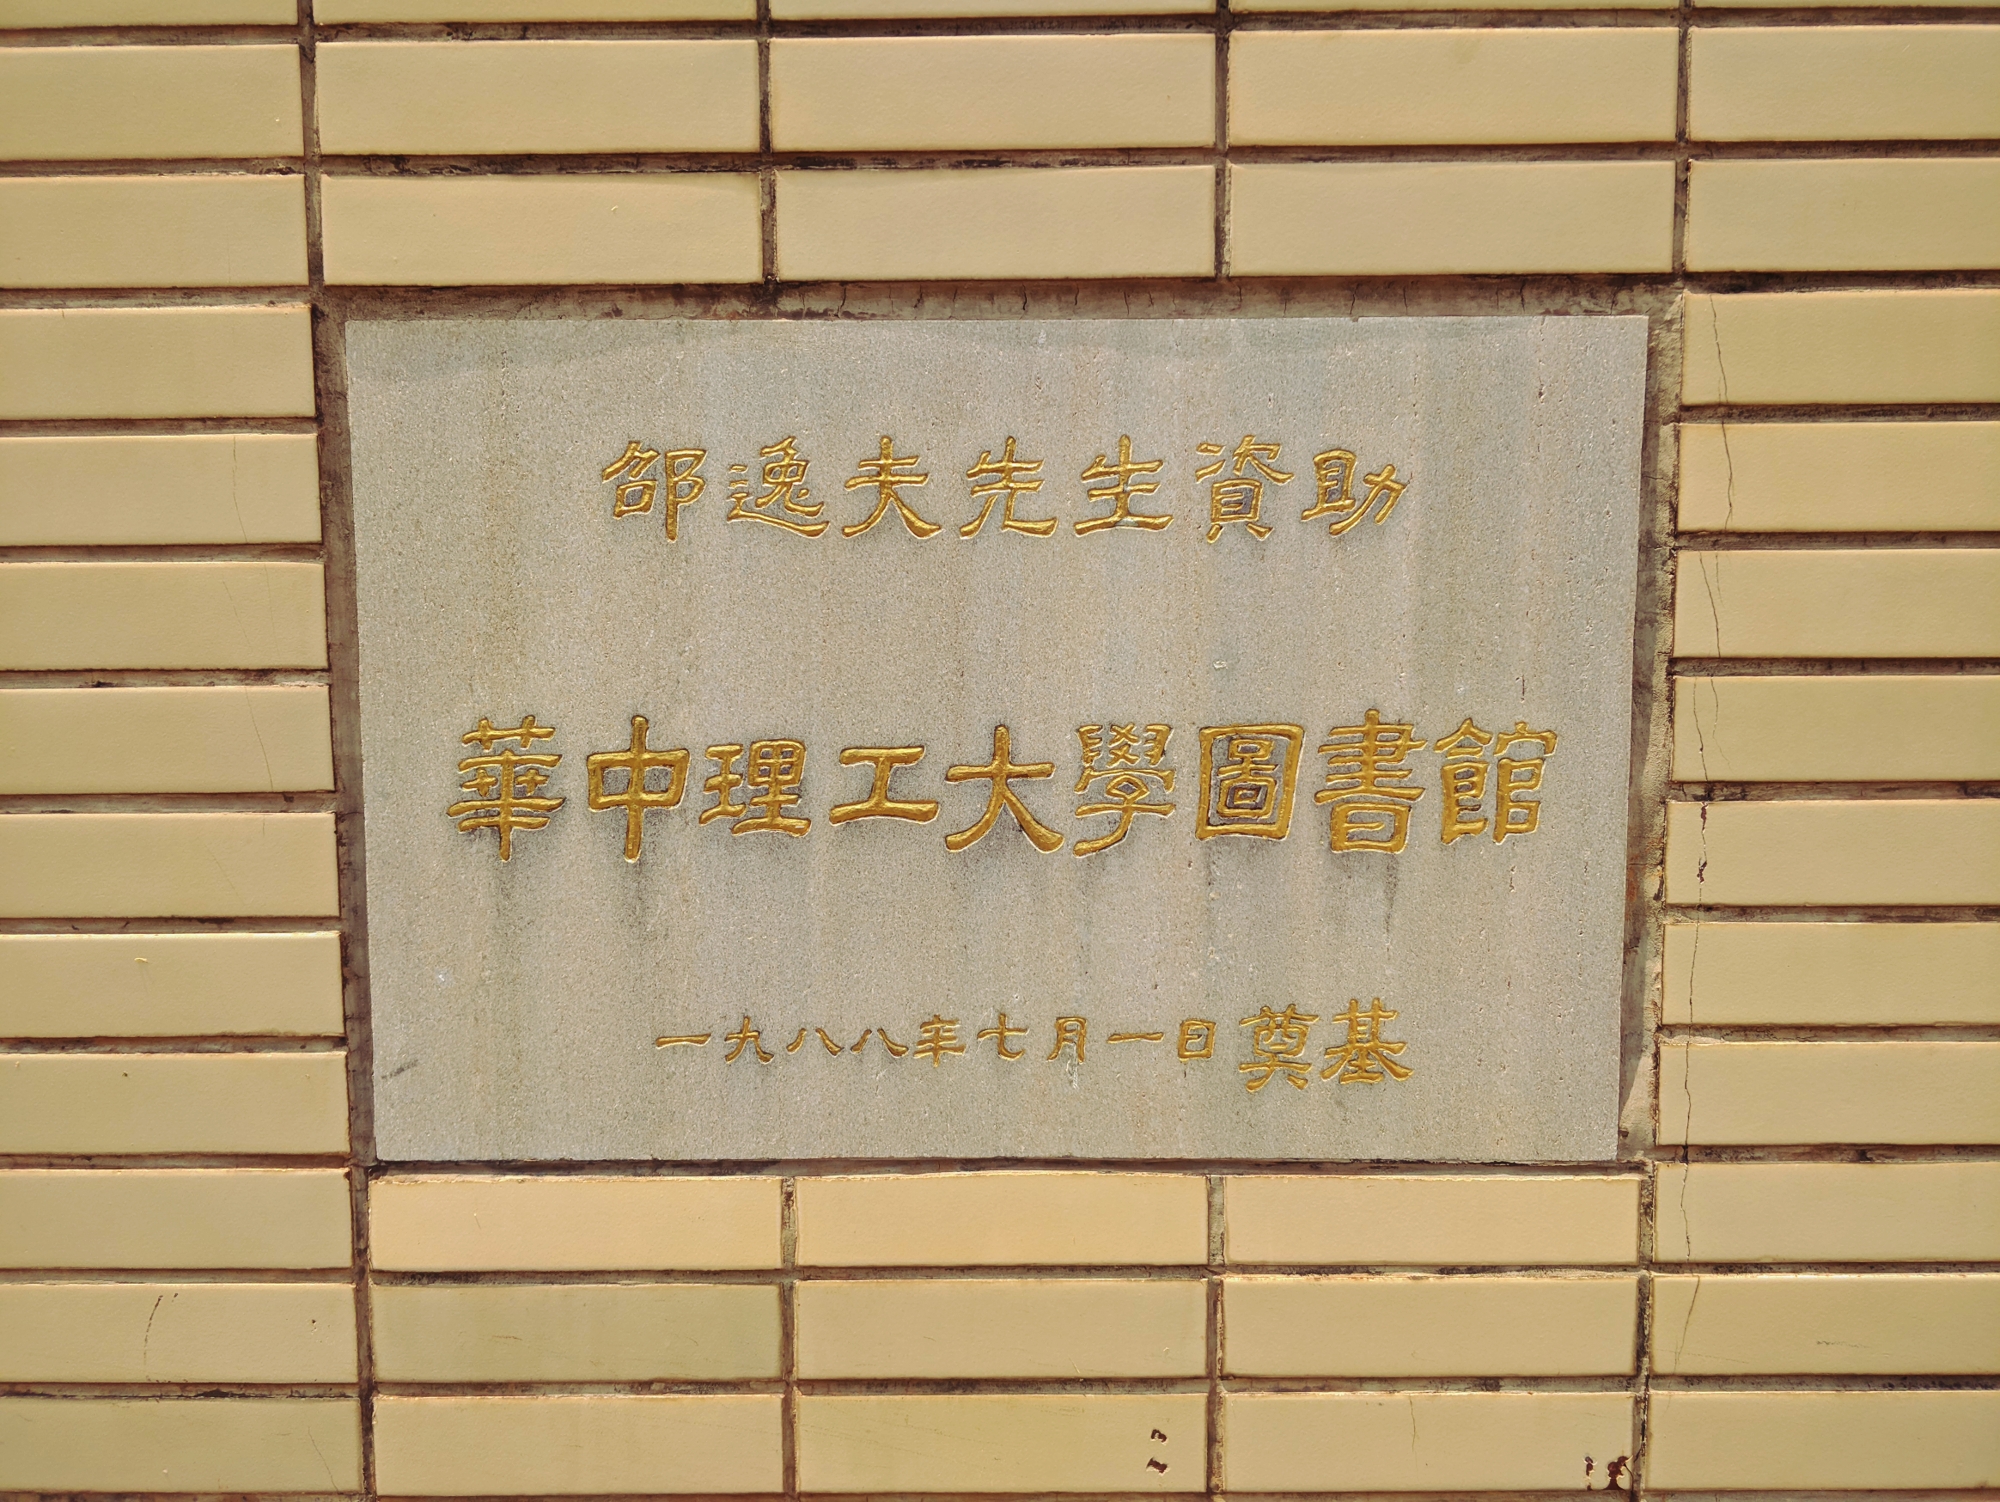 邵逸夫先生資助
華中理工大學圖書館
一九八八年七月一日奠基